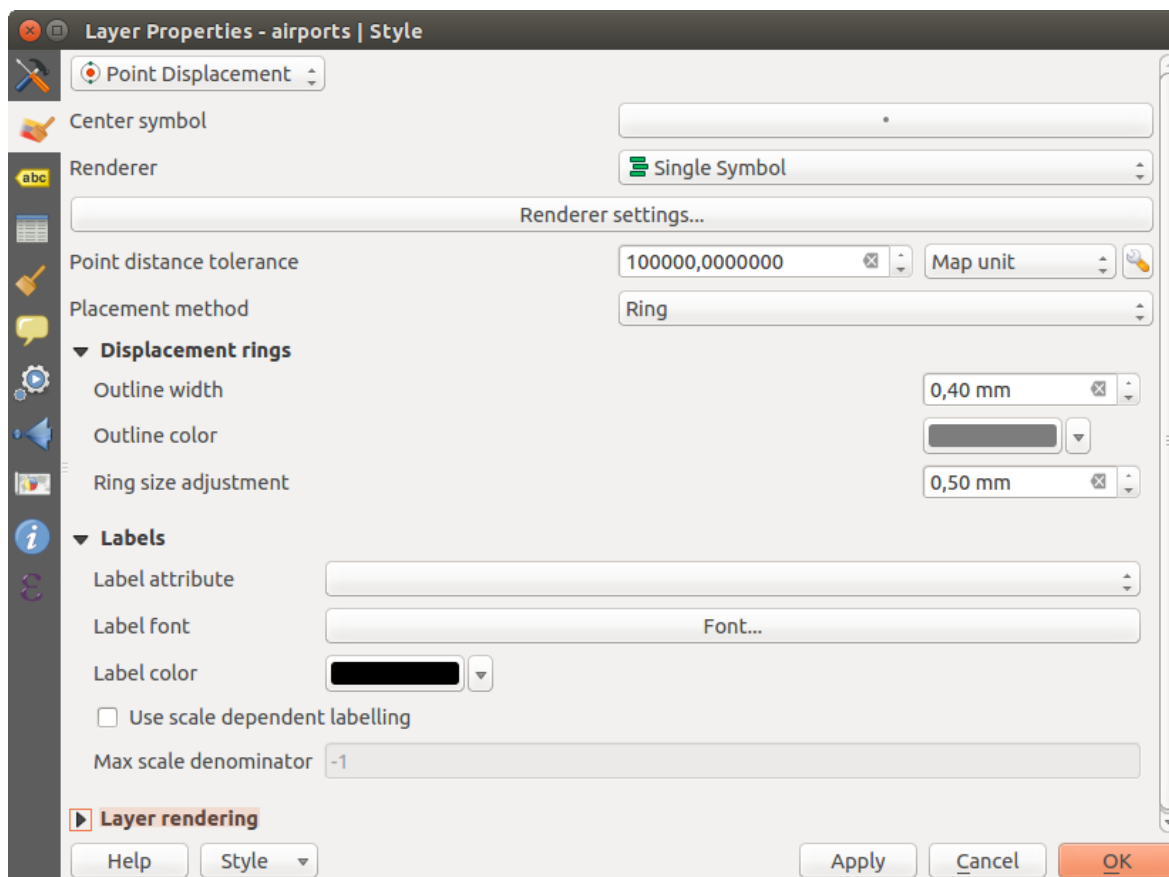 Layer Properties - airports | Style
Point Displacement
Center symbol
Renderer Single Symbol
Renderer settings...
abc
Point distance tolerance 100000,0000000 Map unit
Placement method Ring
Displacement rings
Outline width 0,40 mm
Outline color
Ring size adjustment 0,50 mm
Labels
Label attribute
Label font Font...
Label color
Use scale dependent labelling
Max scale denominator -1
Layer rendering
Help Style Apply Cancel OK